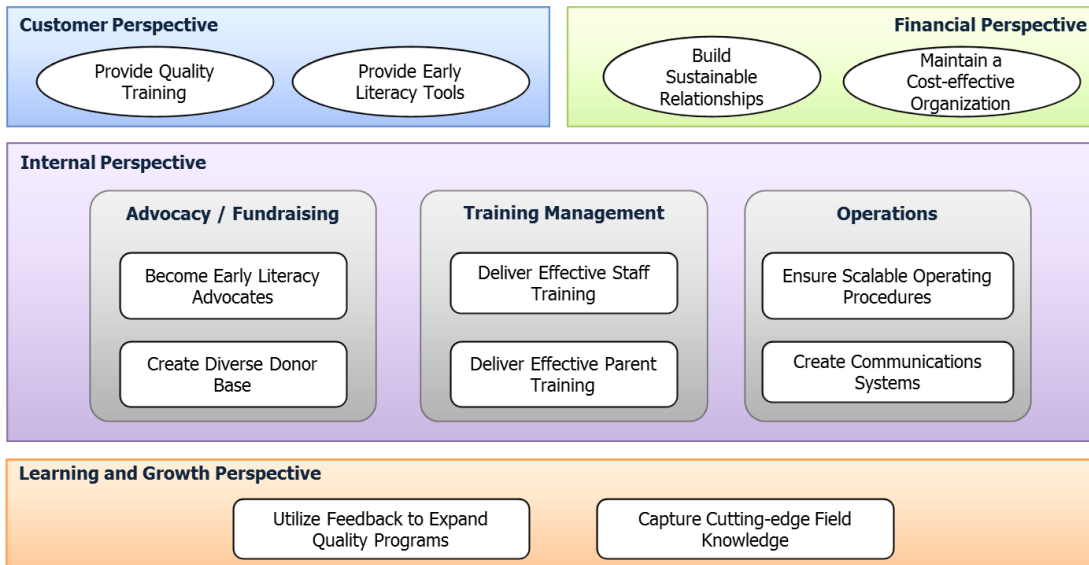 Customer Perspective
Provide Quality
Training
Provide Early
Literacy Tools
Financial Perspective
Build
Sustainable
Relationships
Maintain a
Cost-effective
Organization
Internal Perspective
Advocacy / Fundraising
Become Early Literacy
Advocates
Create Diverse Donor
Base
Training Management
Deliver Effective Staff
Training
Deliver Effective Parent
Training
Operations
Ensure Scalable Operating
Procedures
Create Communications
Systems
Learning and Growth Perspective
Utilize Feedback to Expand
Quality Programs
Capture Cutting-edge Field
Knowledge